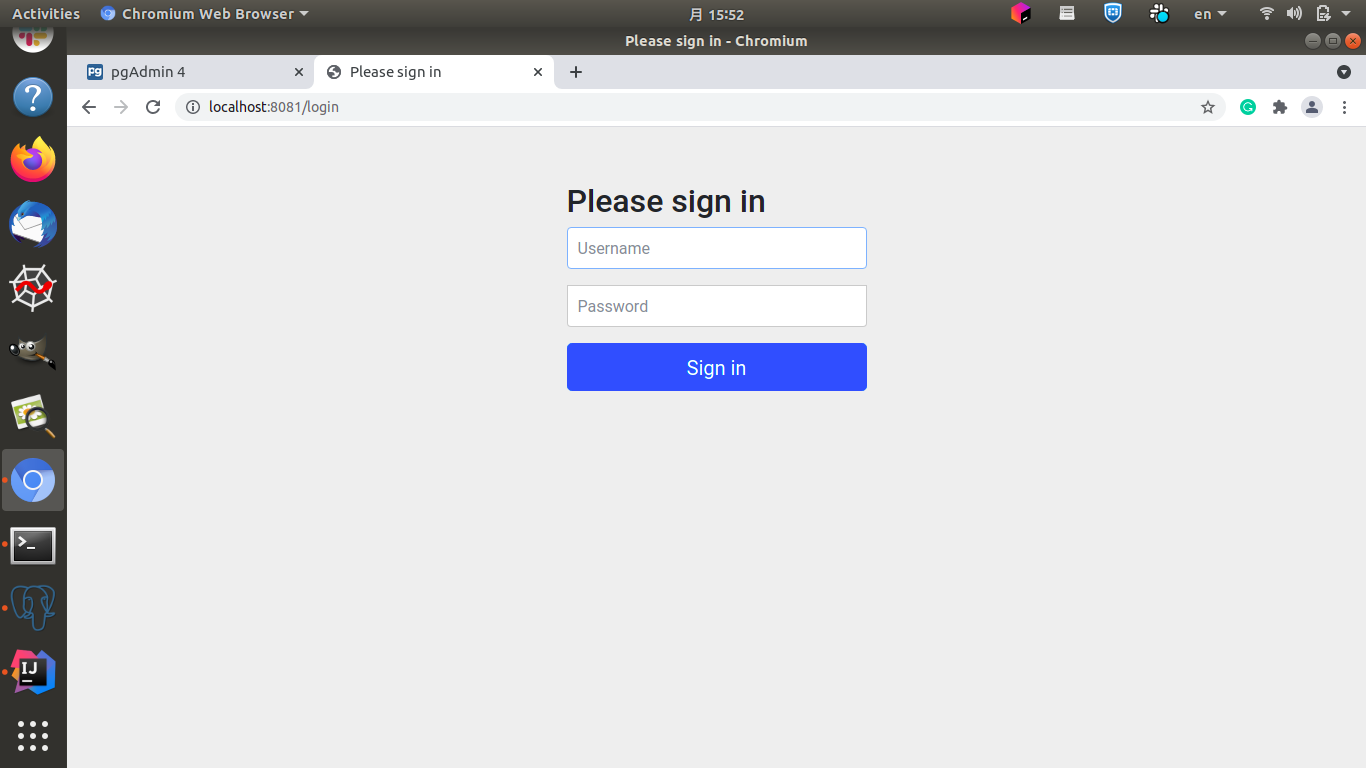 Activities
Chromium Web Browser
月 15:52
en
Please sign in - Chromium
pg
pgAdmin 4
Please sign in
localhost:8081/login
Please sign in
Username
Password
Sign in
?
>_
IJ